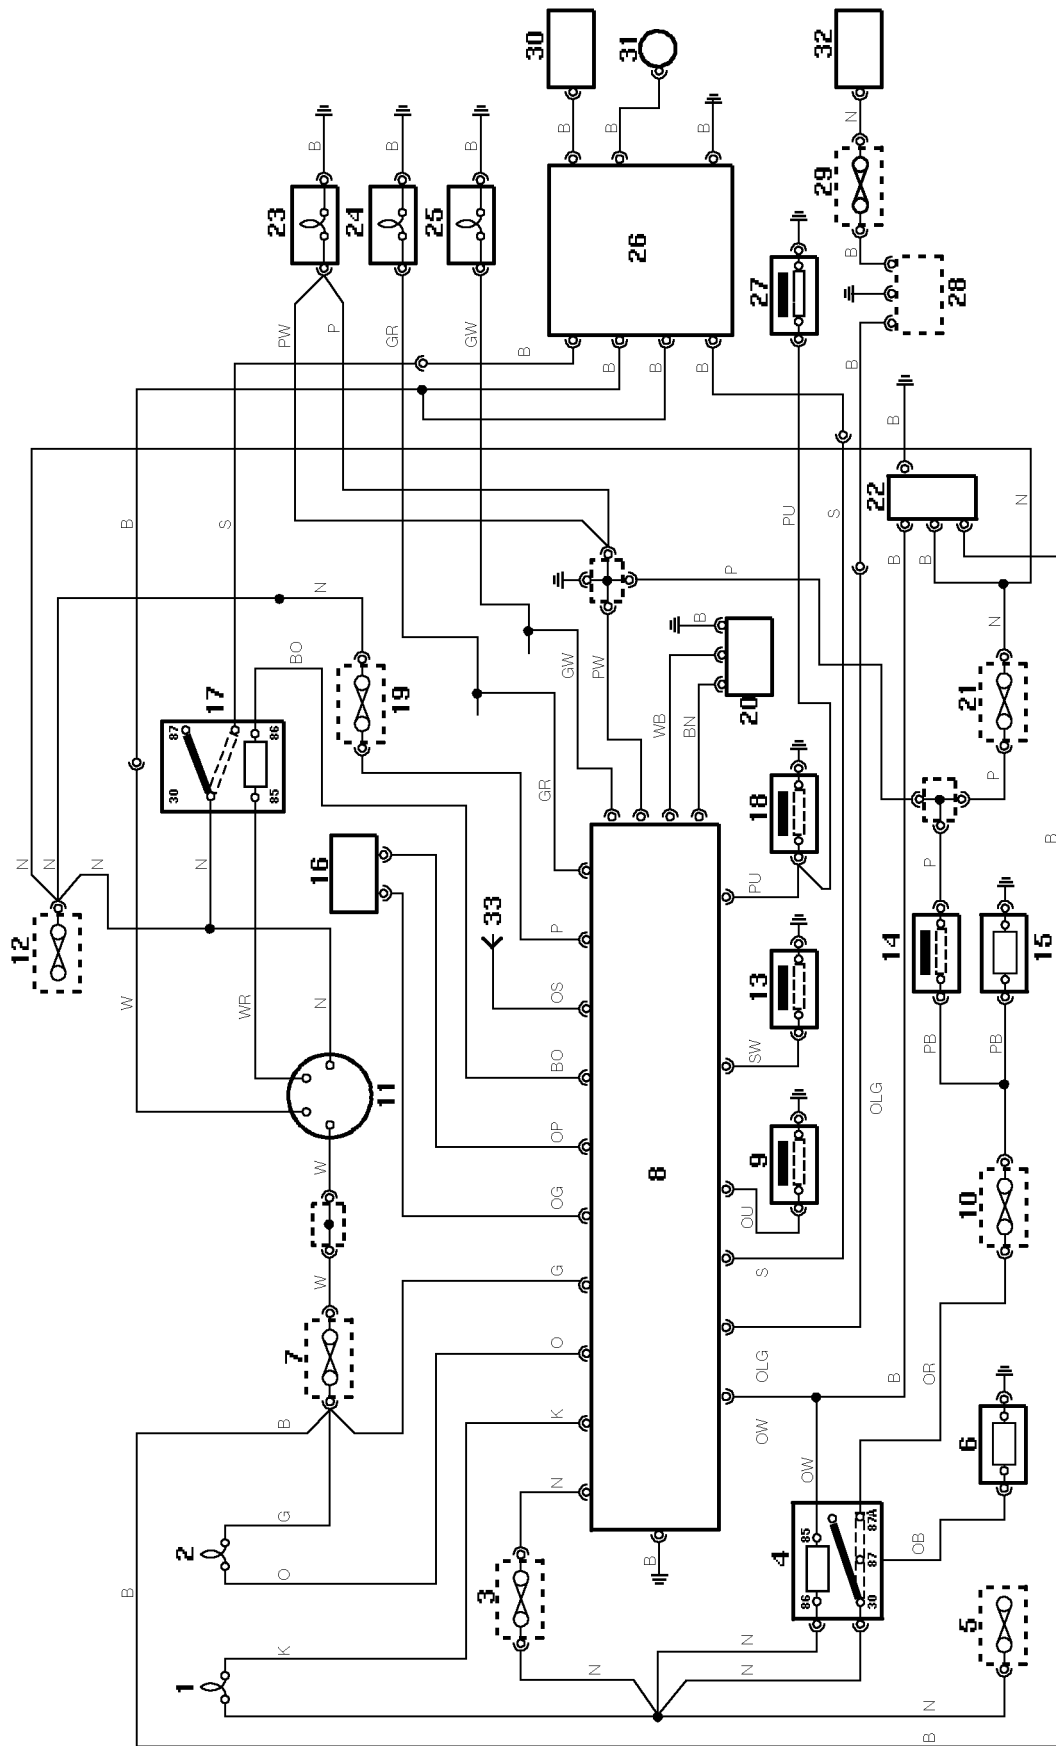 12
N
N
N
B
W
B
1
2
30
87
17
N
S
WR
85
86
23
K
O
G
B
7
PW
BO
P
B
W
W
N
16
N
24
11
19
GR
B
25
GW
B
3
33
B
30
N
K
O
G
OG
OP
BO
OS
P
GR
GW
PW
B
N
B
B
31
B
8
WB
B
26
BN
B
B
B
P
20
N
N
OW
OLG
S
OU
SW
PU
9
13
18
27
4
86
85
OW
PU
S
30
87
87A
B
B
29
N
32
OLG
22
B
B
B
14
OB
OR
PB
P
B
28
B
N
5
6
10
21
PB
P
N
N
15
B